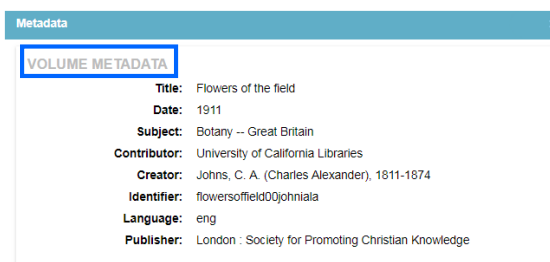 Metadata
VOLUME METADATA
Title: Flowers of the field
Date: 1911
Subject: Botany -- Great Britain
Contributor: University of California Libraries
Creator: Johns, C. A. (Charles Alexander), 1811-1874
Identifier: flowersoffield00johniala
Language: eng
Publisher: London : Society for Promoting Christian Knowledge